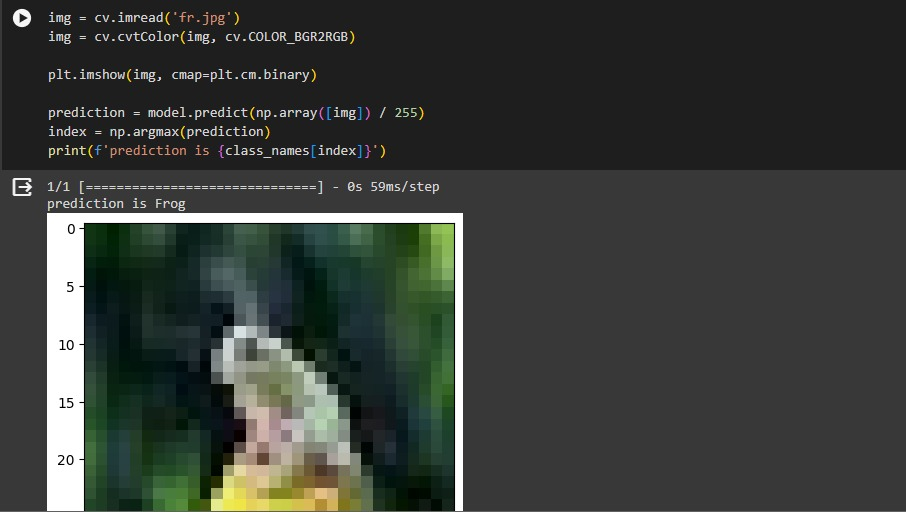 img = cv.imread('fr.jpg')
img = cv.cvtColor(img, cv.COLOR_BGR2RGB)
plt.imshow(img, cmap=plt.cm.binary)
prediction = model.predict(np.array([img]) / 255)
index = np.argmax(prediction)
print(f'prediction is {class_names[index]}')
1/1 [==============================] - 0s 59ms/step
prediction is Frog
0
5
10
15
20